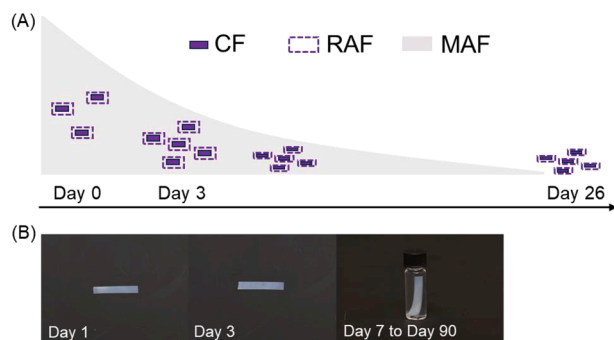 (A)
CF RAF MAF
Day 0 Day 3 Day 26
(B)
Day 1 Day 3 Day 7 to Day 90